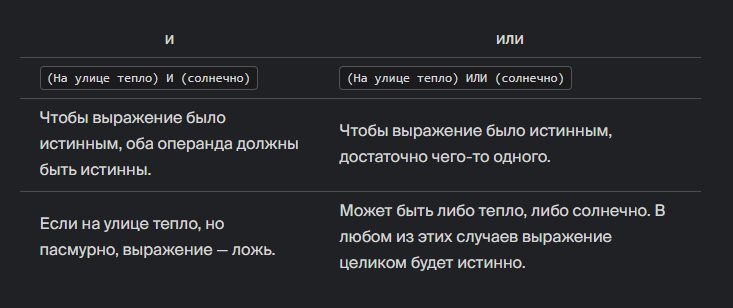 И
ИЛИ
(На улице тепло) И (солнечно)
(На улице тепло) ИЛИ (солнечно)
Чтобы выражение было
истинным, оба операнда должны
быть истинны.
Чтобы выражение было истинным,
достаточно чего-то одного.
Если на улице тепло, но
пасмурно, выражение — ложь.
Может быть либо тепло, либо солнечно. В
любом из этих случаев выражение
целиком будет истинно.